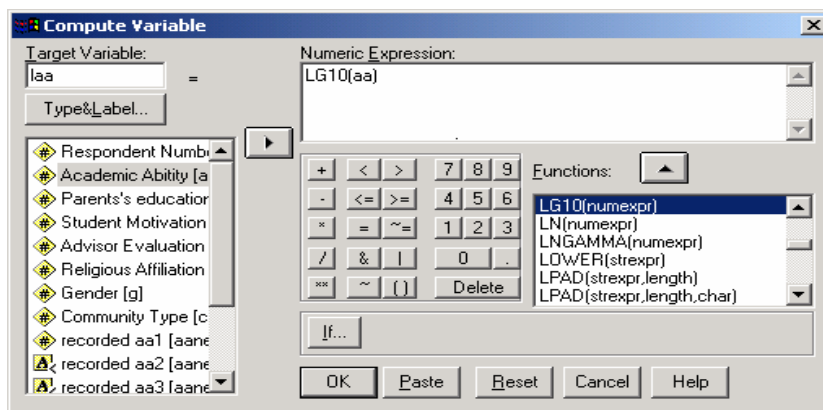 Compute Variable
Target Variable:
laa
=
Type&Label...
Numeric Expression:
LG10(aa)
Respondent Numb
Academic Abitity [a
Parents's education
Student Motivation
Advisor Evaluation
Religious Affiliation
Gender [g]
Community Type [c
recorded aa1 [aane
recorded aa2 [aane
recorded aa3 [aane
+ < > 7 8 9
- <= >= 4 5 6
* = ~= 1 2 3
/ & | 0 .
** ~ () Delete
Functions:
LG10(numexpr)
LN(numexpr)
LNGAMMA(numexpr)
LOWER(strexpr)
LPAD(strexpr,length)
LPAD(strexpr,length,char)
If...
OK Paste Reset Cancel Help